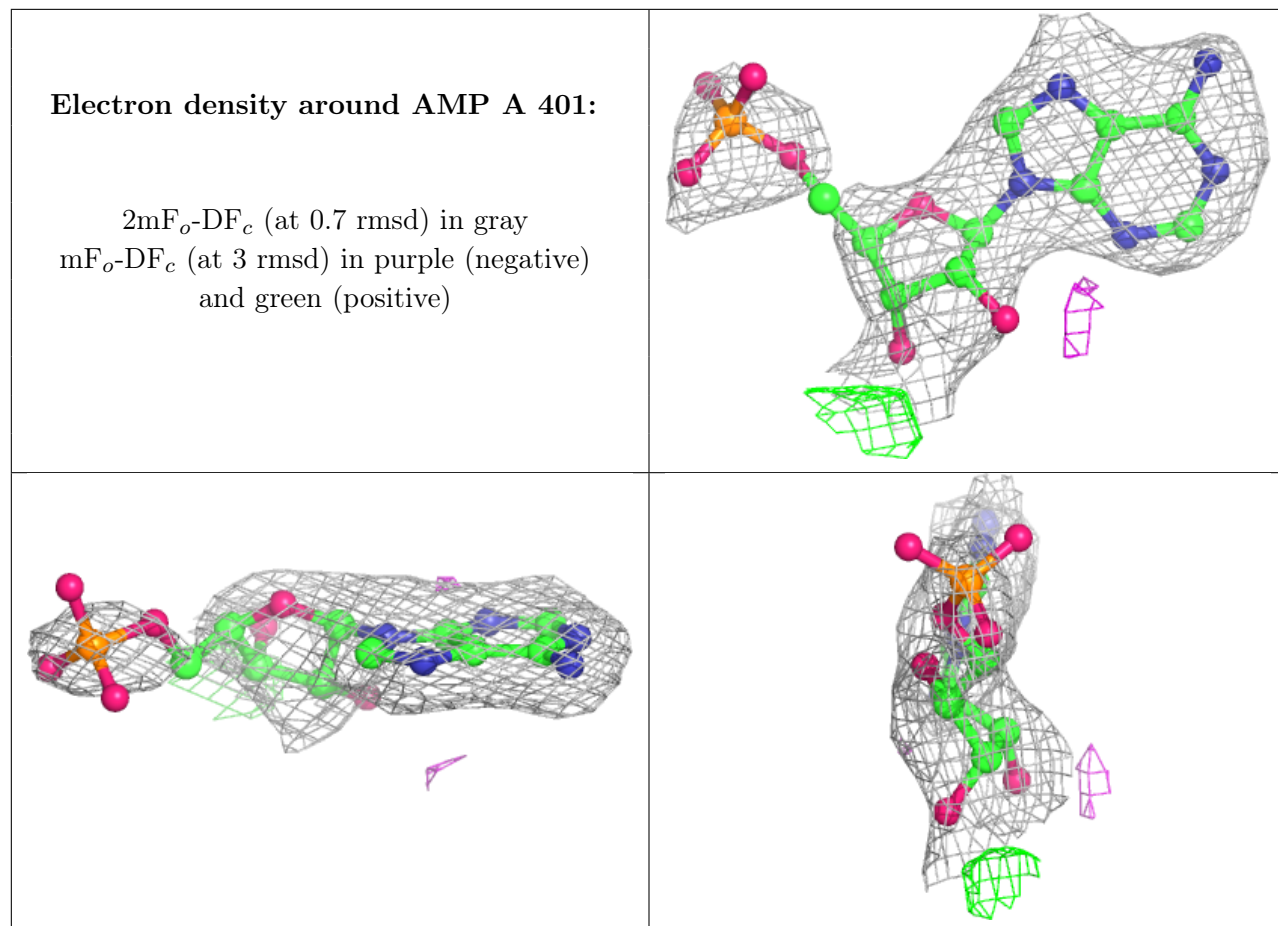 Electron density around AMP A 401:
2mFo-DFc (at 0.7 rmsd) in gray
mFo-DFc (at 3 rmsd) in purple (negative)
and green (positive)